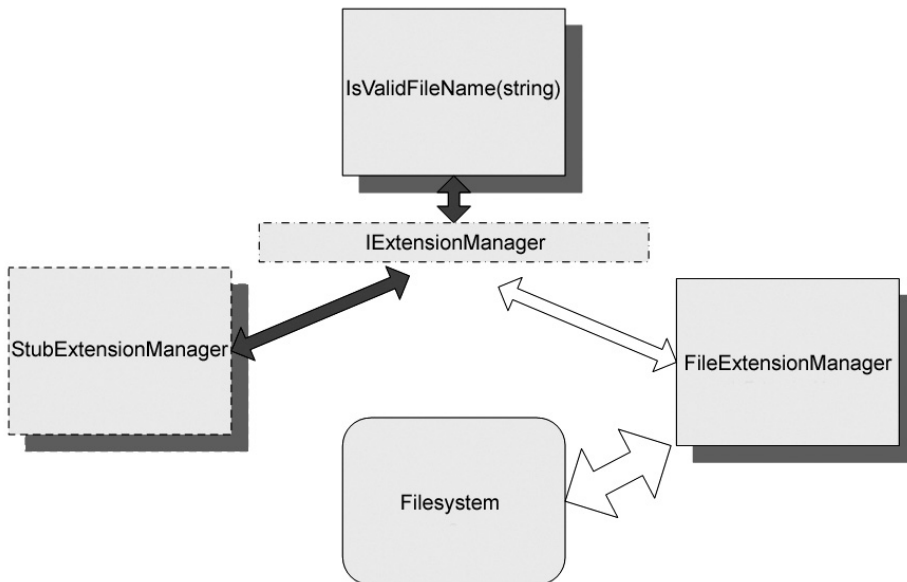 IsValidFileName(string)
IExtensionManager
StubExtensionManager
FileExtensionManager
Filesystem